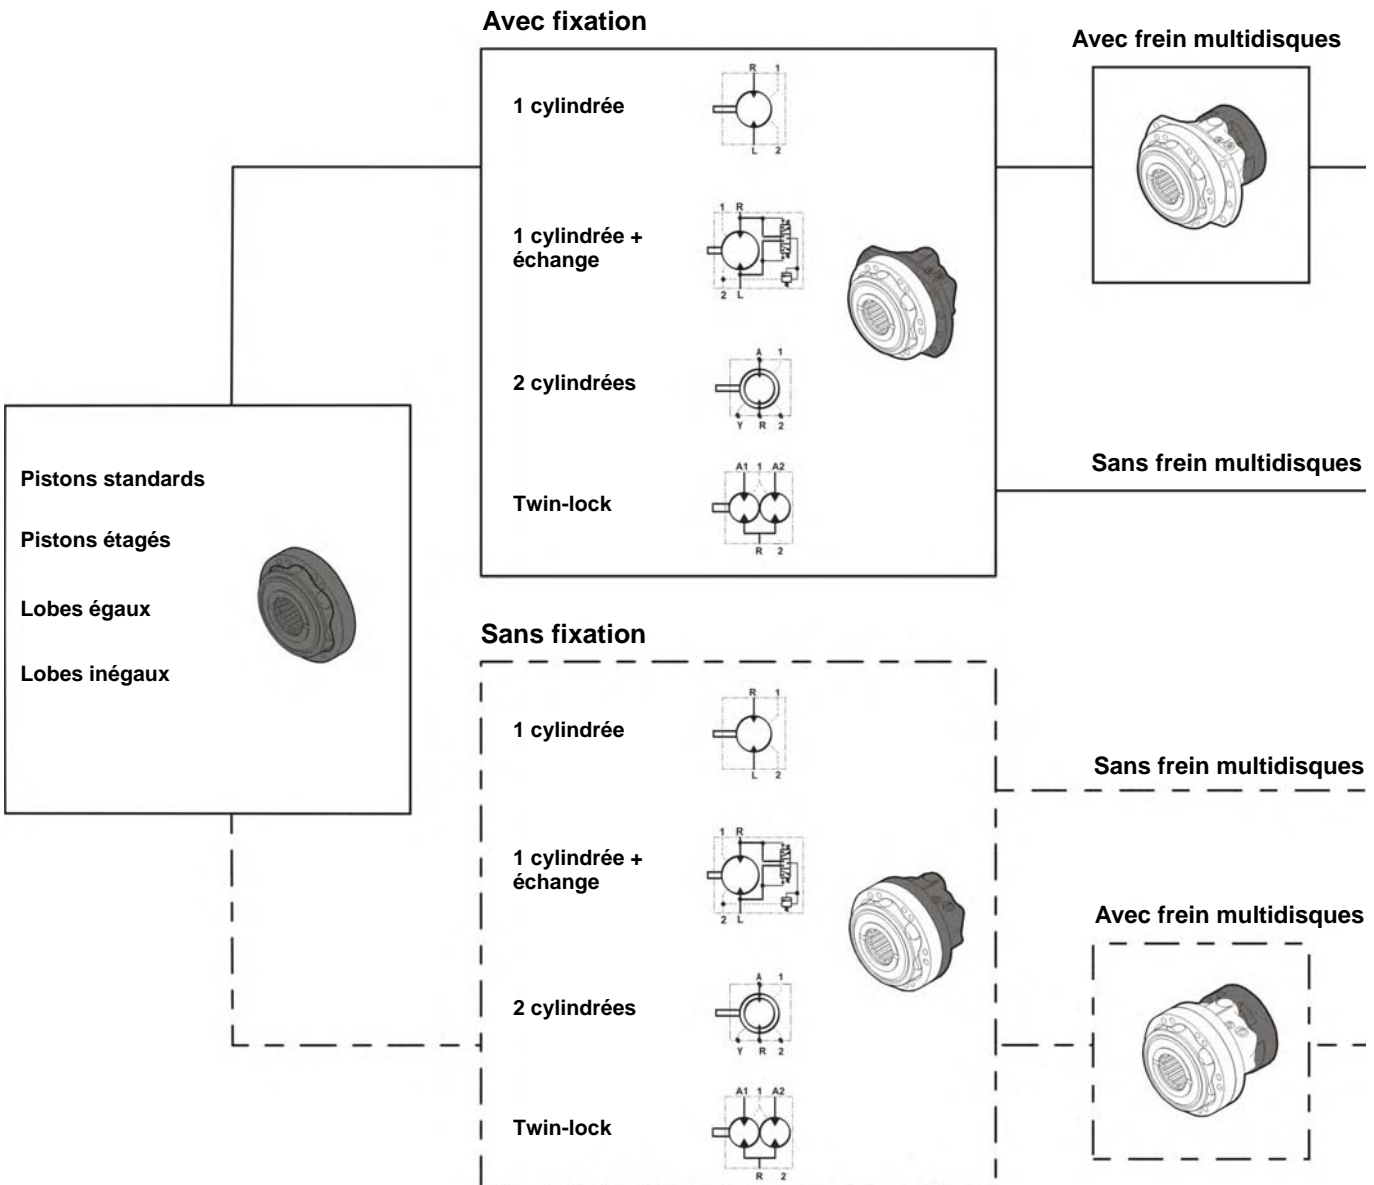 Avec fixation
Avec frein multidisques
1 cylindrée
R 1
L 2
1 cylindrée +
échange
1 R
2 L
2 cylindrées
A 1
Y R 2
Twin-lock
A1 1 A2
R 2
Sans frein multidisques
Pistons standards
Pistons étagés
Lobes égaux
Lobes inégaux
Sans fixation
1 cylindrée
R 1
L 2
1 cylindrée +
échange
1 R
2 L
2 cylindrées
A 1
Y R 2
Twin-lock
A1 1 A2
R 2
Sans frein multidisques
Avec frein multidisques